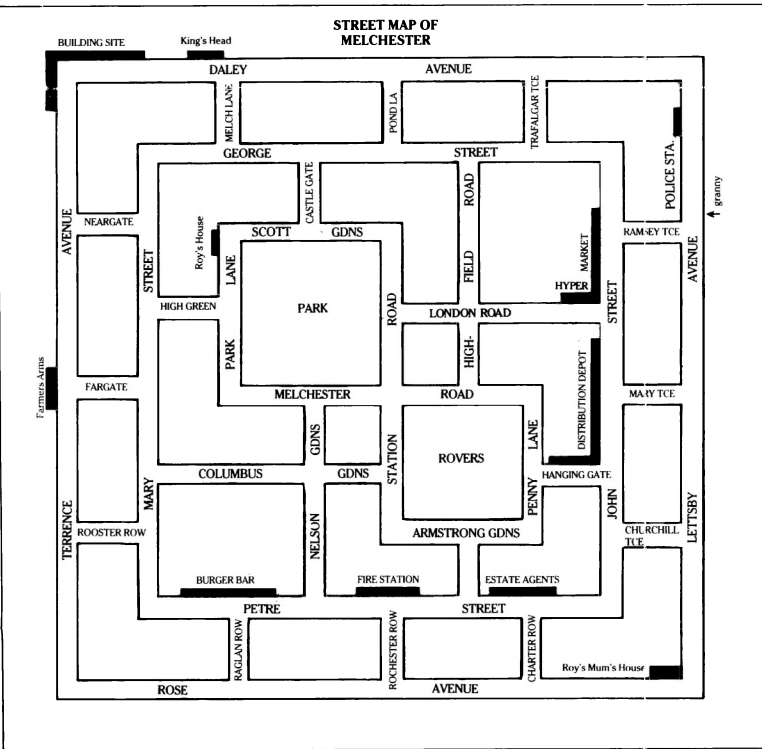 STREET MAP OF
MELCHESTER
BUILDING SITE
King's Head
DALEY
AVENUE
MELCH LANE
POND LA
TRAFALGAR TCE
POLICE STA.
granny
GEORGE
STREET
CASTLE GATE
ROAD
NEARGATE
AVENUE
Roy's House
SCOTT
GDNS
MARKET
RAMSEY TCE
STREET
LANE
FIELD
AVENUE
HYPER
HIGH GREEN
PARK
ROAD
LONDON ROAD
STREET
Farmers Arms
FARGATE
PARK
HIGH-
DISTRIBUTION DEPOT
MARY TCE
MELCHESTER
ROAD
GDNS
STATION
ROVERS
LANE
COLUMBUS
GDNS
HANGING GATE
MARY
PENNY
JOHN
LETTSBY
TERRENCE
ROOSTER ROW
NELSON
ARMSTRONG GDNS
CHURCHILL
TCE
BURGER BAR
FIRE STATION
ESTATE AGENTS
PETRE
STREET
RAGLAN ROW
ROCHESTER ROW
CHARTER ROW
Roy's Mum's House
ROSE
AVENUE